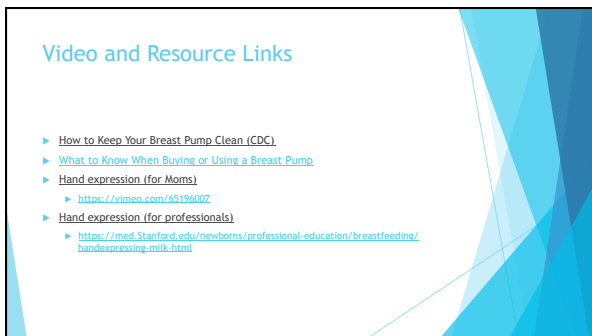 Video and Resource Links
How to Keep Your Breast Pump Clean (CDC)
What to Know When Buying or Using a Breast Pump
Hand expression (for Moms)
https://vimeo.com/65196007
Hand expression (for professionals)
https://med.Stanford.edu/newborns/professional-education/breastfeeding/
handexpressing-milk-html